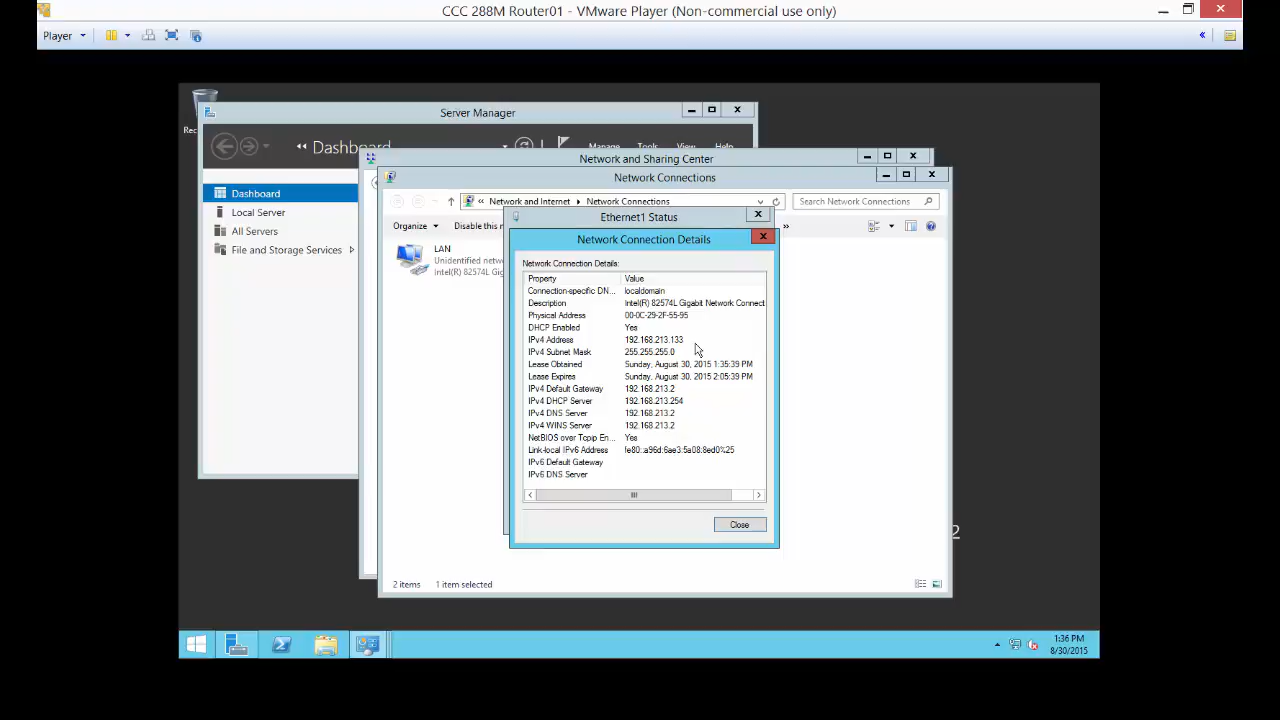 CCC 288M Router01 - VMware Player (Non-commercial use only)
Player
Server Manager
Dashboard
Manage Tools View Help
Dashboard
Local Server
All Servers
File and Storage Services
Network and Sharing Center
Network Connections
Network and Internet Network Connections
Search Network Connections
Organize
LAN
Unidentified netw
Ethernet1 Status
Network Connection Details
Network Connection Details:
Property Value
Connection-specific DN... localdomain
Description Intel(R) 82574L Gigabit Network Connect
Physical Address 00-0C-29-2F-55-95
DHCP Enabled Yes
IPv4 Address 192.168.213.133
IPv4 Subnet Mask 255.255.255.0
Lease Obtained Sunday, August 30, 2015 1:35:39 PM
Lease Expires Sunday, August 30, 2015 2:05:39 PM
IPv4 Default Gateway 192.168.213.2
IPv4 DHCP Server 192.168.213.254
IPv4 DNS Server 192.168.213.2
IPv4 WINS Server 192.168.213.2
NetBIOS over Tcpip En... Yes
Link-local IPv6 Address fe80::a96d:6ae3:5a08:8ed0%25
IPv6 Default Gateway
IPv6 DNS Server
Close
2 items 1 item selected
2
1:36 PM
8/30/2015